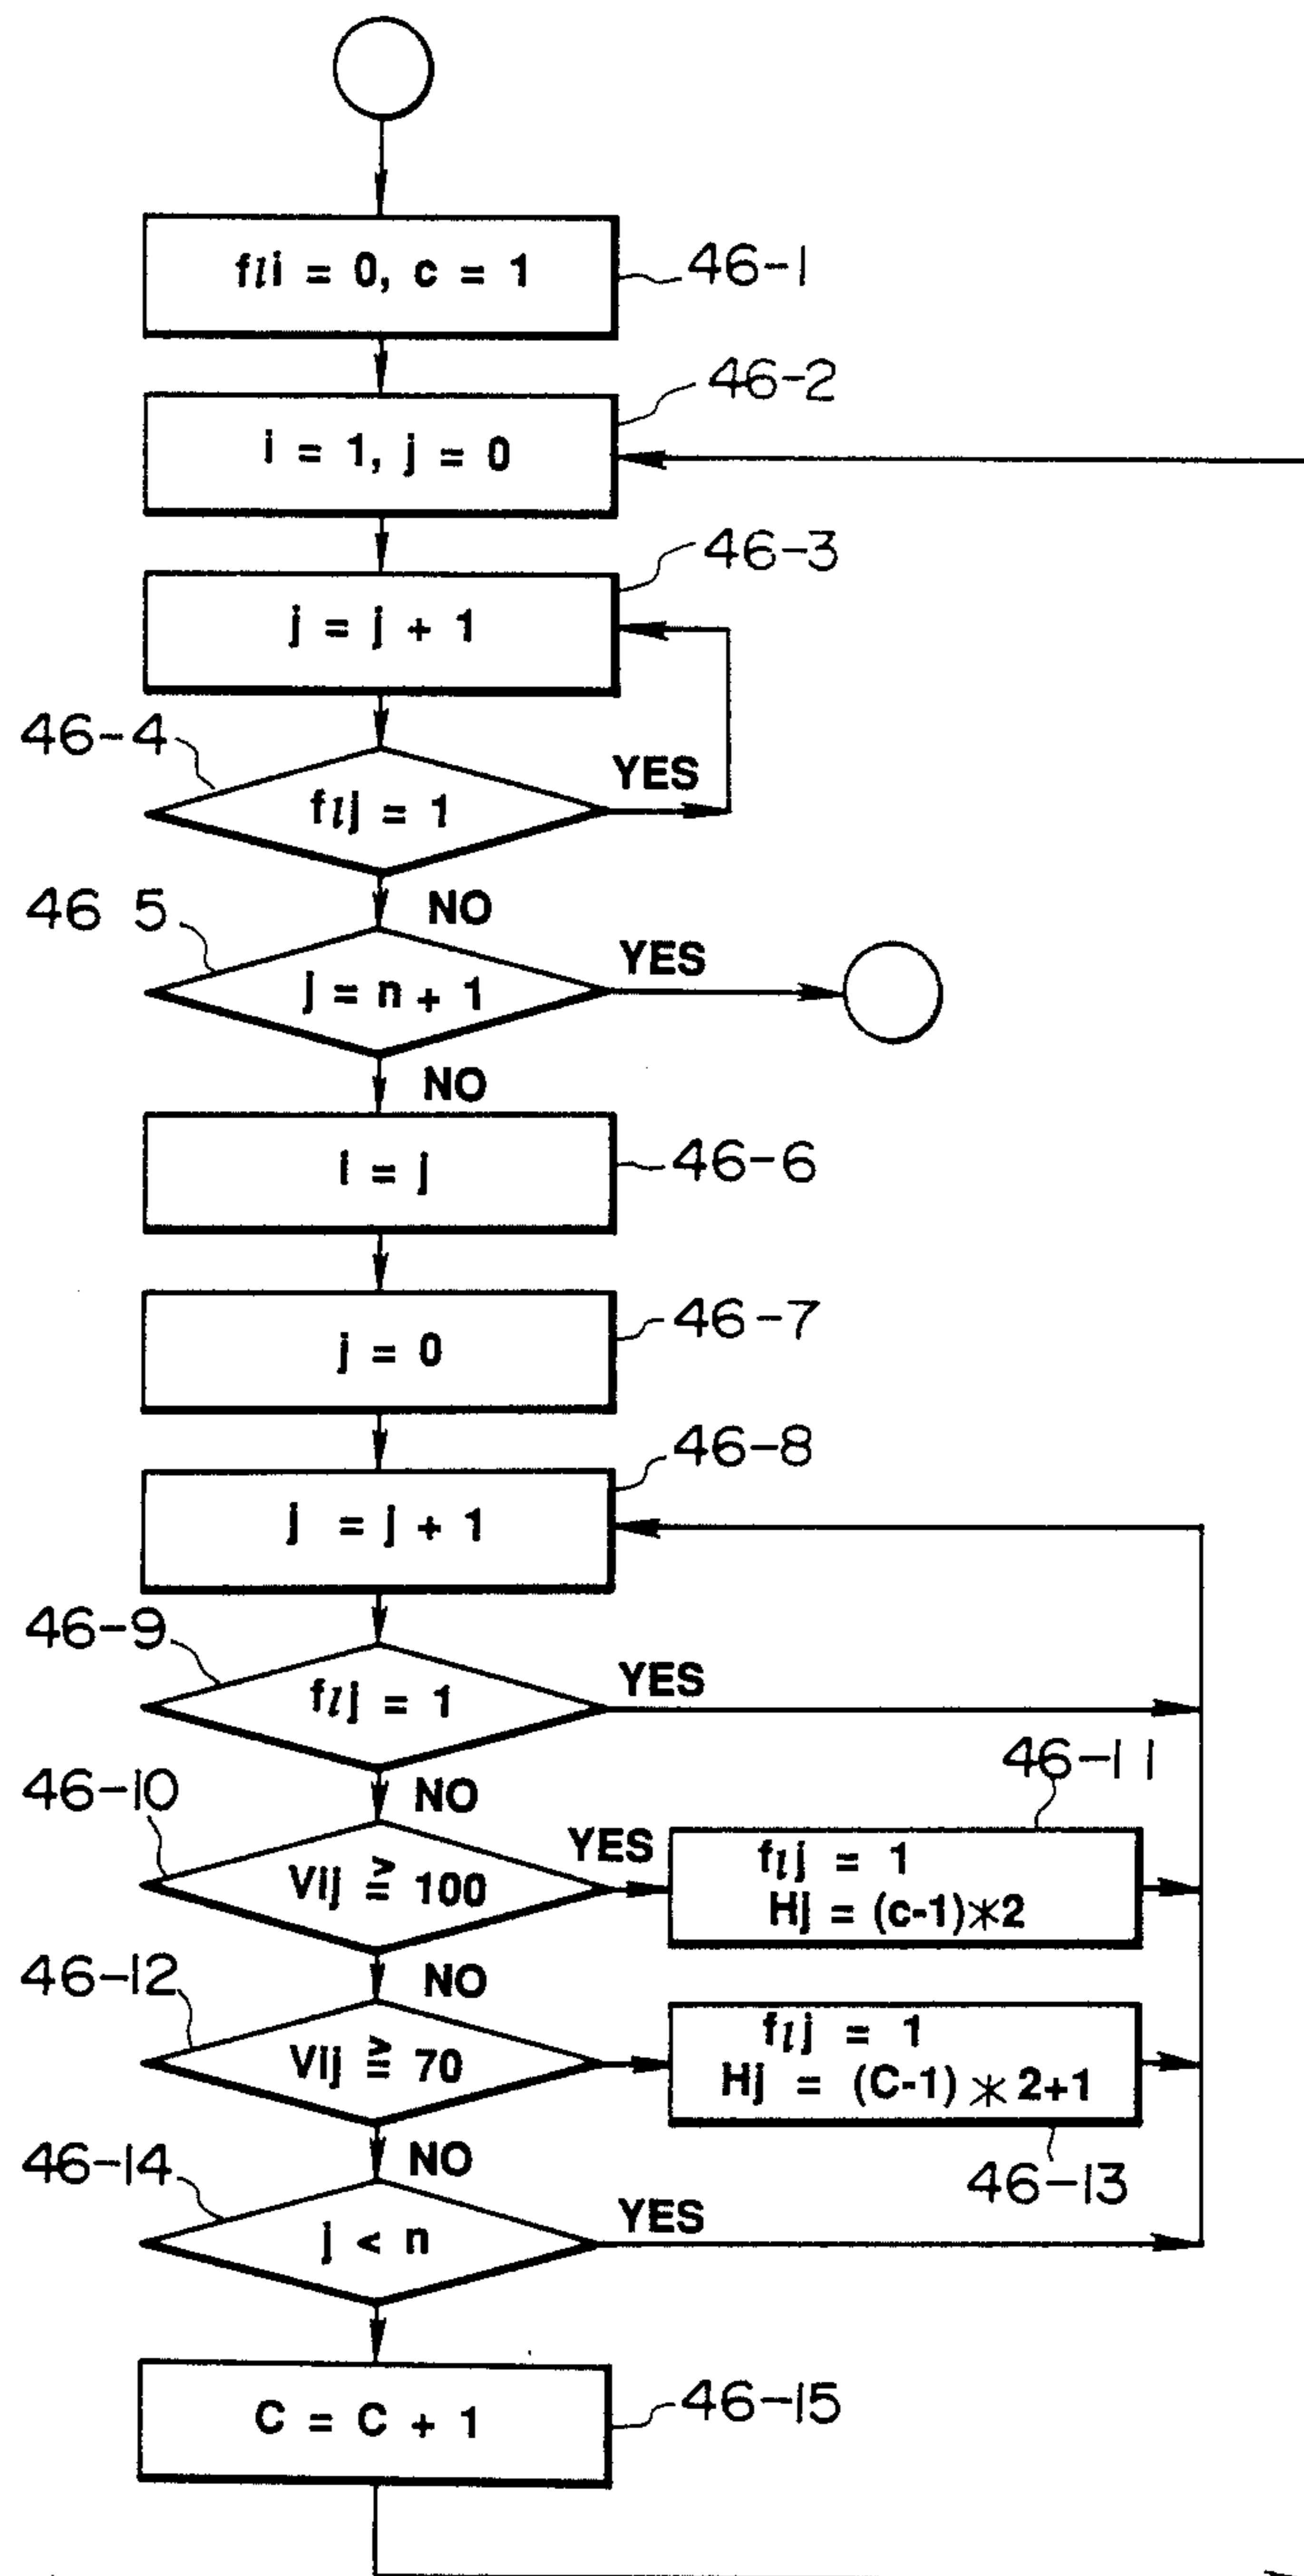 fli = 0, c = 1
46-1
46-2
i = 1, j = 0
46-3
j = j + 1
46-4
YES
flj = 1
46 5
NO
YES
j = n + 1
NO
i = j
46-6
46-7
j = 0
46-8
j = j + 1
46-9
YES
flj = 1
46-11
46-10
NO
YES
flj = 1
Vij ≧ 100
Hj = (c-1)*2
46-12
NO
flj = 1
Vij ≧ 70
Hj = (C-1) * 2+1
46-14
NO
46-13
YES
j < n
46-15
C = C + 1